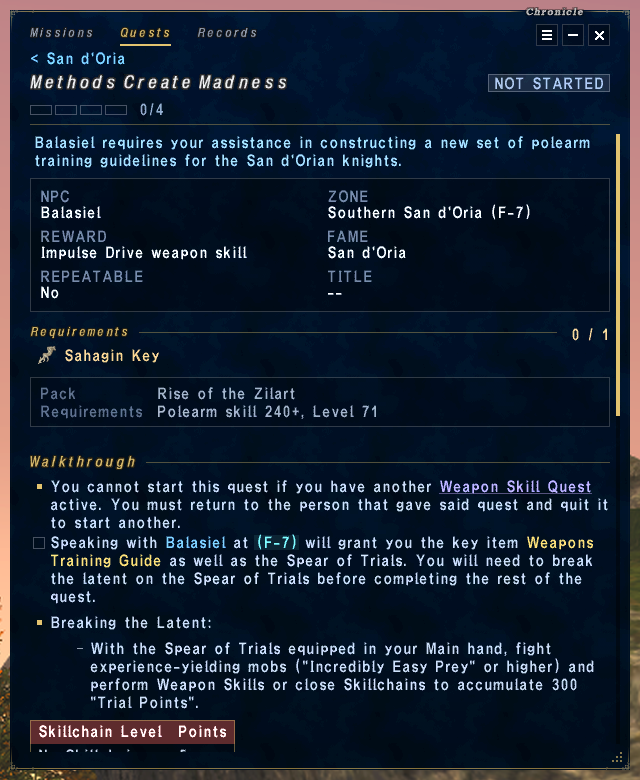 Chronicle
Missions Quests Records
< San d'Oria
Methods Create Madness
NOT STARTED
0/4
Balasiel requires your assistance in constructing a new set of polearm
training guidelines for the San d'Orian knights.
NPC ZONE
Balasiel Southern San d'Oria (F-7)
REWARD FAME
Impulse Drive weapon skill San d'Oria
REPEATABLE TITLE
No --
Requirements 0 / 1
Sahagin Key
Pack Rise of the Zilart
Requirements Polearm skill 240+, Level 71
Walkthrough
You cannot start this quest if you have another Weapon Skill Quest
active. You must return to the person that gave said quest and quit it
to start another.
Speaking with Balasiel at (F-7) will grant you the key item Weapons
Training Guide as well as the Spear of Trials. You will need to break
the latent on the Spear of Trials before completing the rest of the
quest.
Breaking the Latent:
- With the Spear of Trials equipped in your Main hand, fight
experience-yielding mobs ("Incredibly Easy Prey" or higher) and
perform Weapon Skills or close Skillchains to accumulate 300
"Trial Points".
Skillchain Level Points